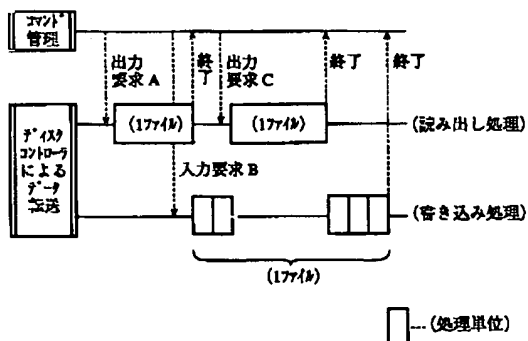 コマンド
管理
出力
要求A
終了
出力
要求C
終了
終了
ディスク
コントローラ
による
データ
転送
(1ファイル)
(1ファイル)
(読み出し処理)
入力要求B
(書き込み処理)
(1ファイル)
(処理単位)